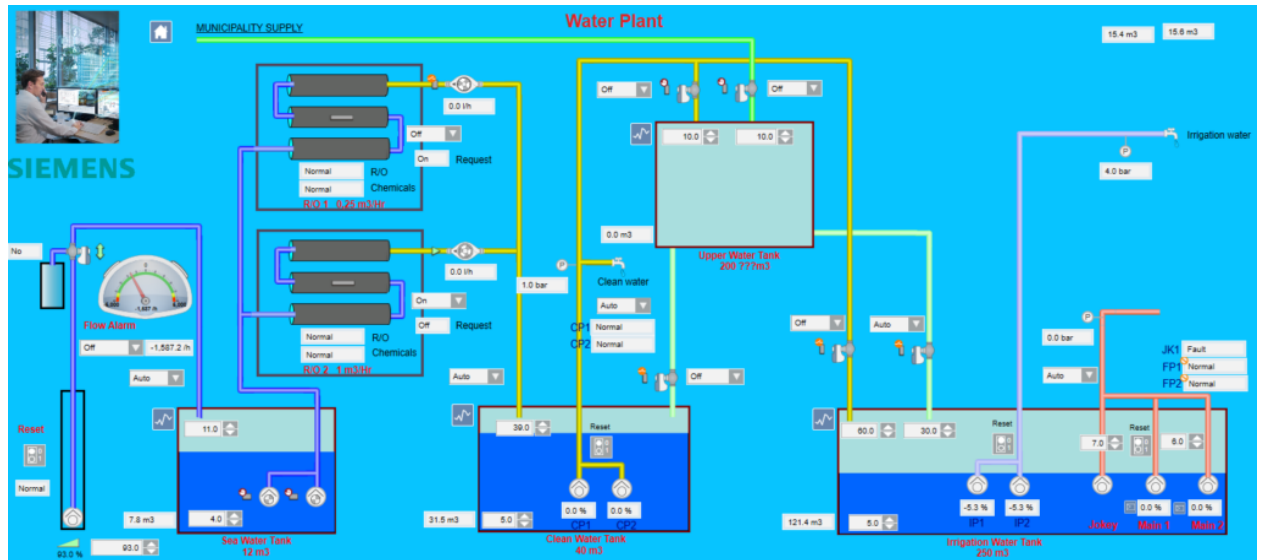 Water Plant
MUNICIPALITY SUPPLY
15.4 m3
15.6 m3
SIEMENS
0.0 l/h
Off
On Request
Normal R/O
Normal Chemicals
R/O 1 0.25 m3/Hr
Off
Off
10.0
10.0
Irrigation water
4.0 bar
No
Flow Alarm
Off
-1,587.2 /h
Auto
0.0 l/h
On
Off Request
Normal R/O
Normal Chemicals
R/O 2 1 m3/Hr
0.0 m3
Upper Water Tank
200 ???m3
1.0 bar
Clean water
Auto
CP1 Normal
CP2 Normal
Off
Auto
0.0 bar
JK1 Fault
FP1 Normal
FP2 Normal
Auto
Auto
Off
Reset
Normal
11.0
39.0
Reset
60.0
30.0
Reset
7.0
Reset
6.0
7.8 m3
4.0
31.5 m3
5.0
0.0 %
0.0 %
CP1
CP2
121.4 m3
5.0
-5.3 %
-5.3 %
IP1
IP2
0.0 %
0.0 %
Jokey
Main 1
Main 2
93.0 %
93.0
Sea Water Tank
12 m3
Clean Water Tank
40 m3
Irrigation Water Tank
250 m3